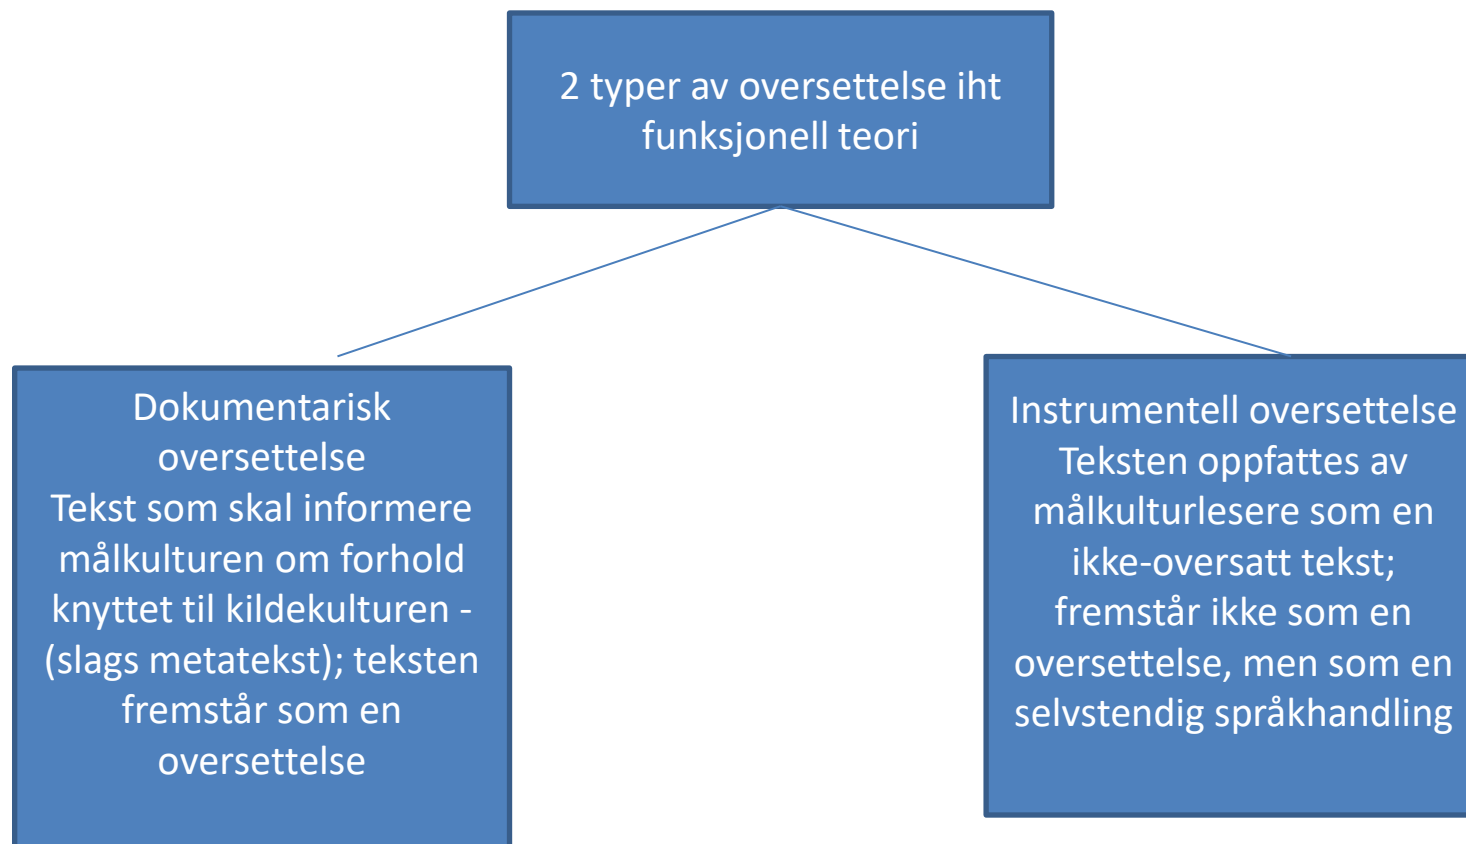 2 typer av oversettelse iht
funksjonell teori
Dokumentarisk
oversettelse
Tekst som skal informere
målkulturen om forhold
knyttet til kildekulturen -
(slags metatekst); teksten
fremstår som en
oversettelse
Instrumentell oversettelse
Teksten oppfattes av
målkulturlesere som en
ikke-oversatt tekst;
fremstår ikke som en
oversettelse, men som en
selvstendig språkhandling